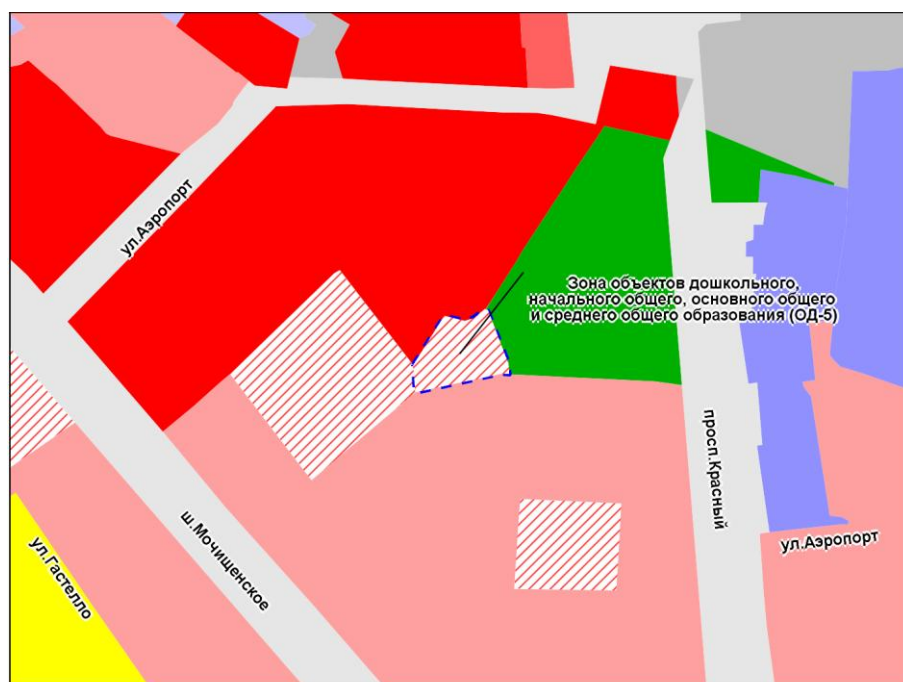 ул.Аэропорт
Зона объектов дошкольного,
начального общего, основного общего
и среднего общего образования (ОД-5)
просп.Красный
ул.Аэропорт
ш.Мочищенское
ул.Гастелло